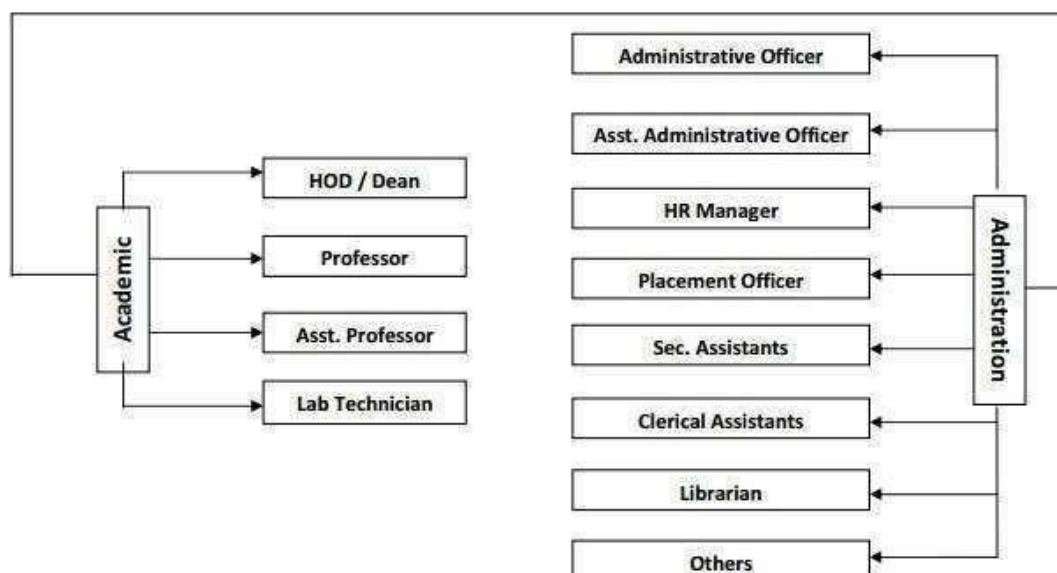 Academic
HOD / Dean
Professor
Asst. Professor
Lab Technician
Administrative Officer
Asst. Administrative Officer
HR Manager
Placement Officer
Sec. Assistants
Clerical Assistants
Librarian
Others
Administration